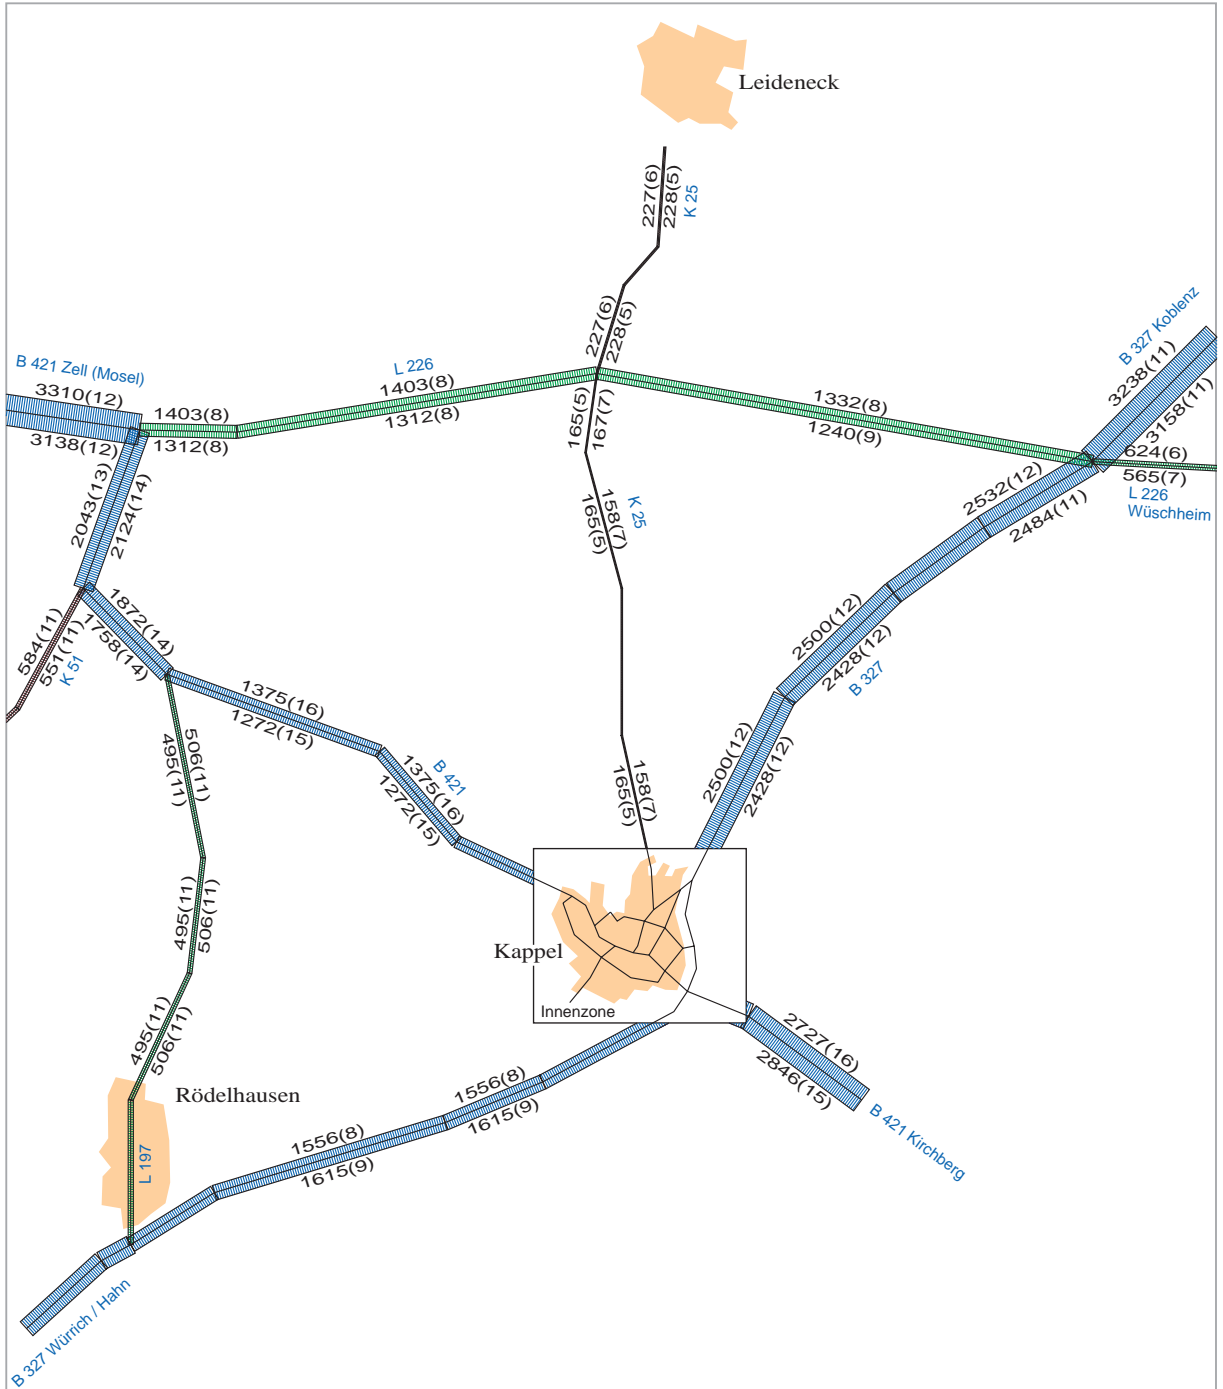 Leideneck
227(6)
228(5)
K 25
227(6)
228(5)
B 327 Koblenz
3238(11)
3158(11)
B 421 Zell (Mosel)
3310(12)
3138(12)
L 226
1403(8)
1312(8)
1403(8)
1312(8)
165(5)
167(7)
1332(8)
1240(9)
624(6)
565(7)
L 226
Wüschheim
2043(13)
2124(14)
158(7)
165(5)
K 25
2532(12)
2484(11)
584(11)
551(11)
K 51
1872(14)
1758(14)
2500(12)
2428(12)
B 327
1375(16)
1272(15)
506(11)
495(11)
1375(16)
1272(15)
B 421
158(7)
165(5)
2500(12)
2428(12)
495(11)
506(11)
Kappel
Innenzone
495(11)
506(11)
2727(16)
2846(15)
B 421 Kirchberg
Rödelhausen
L 197
1556(8)
1615(9)
1556(8)
1615(9)
B 327 Würrich / Hahn